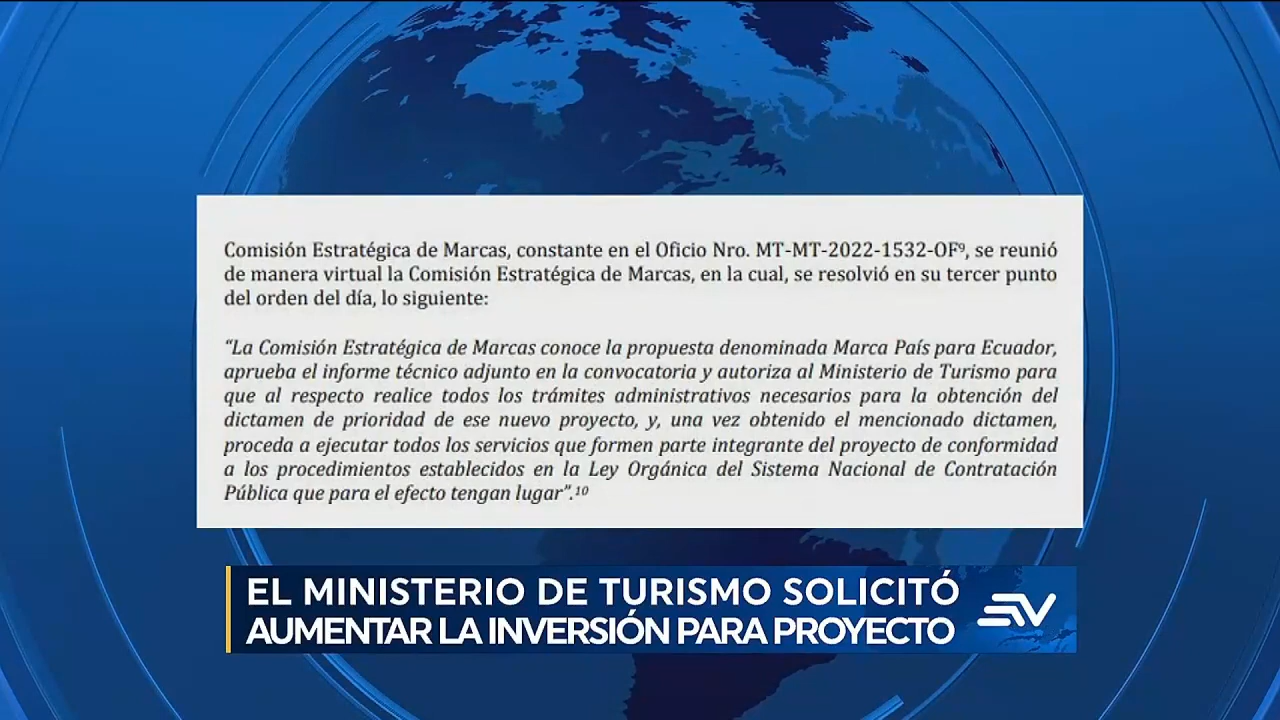 Comisión Estratégica de Marcas, constante en el Oficio Nro. MT-MT-2022-1532-OF⁹, se reunió
de manera virtual la Comisión Estratégica de Marcas, en la cual, se resolvió en su tercer punto
del orden del día, lo siguiente:
“La Comisión Estratégica de Marcas conoce la propuesta denominada Marca País para Ecuador,
aprueba el informe técnico adjunto en la convocatoria y autoriza al Ministerio de Turismo para
que al respecto realice todos los trámites administrativos necesarios para la obtención del
dictamen de prioridad de ese nuevo proyecto, y, una vez obtenido el mencionado dictamen,
proceda a ejecutar todos los servicios que formen parte integrante del proyecto de conformidad
a los procedimientos establecidos en la Ley Orgánica del Sistema Nacional de Contratación
Pública que para el efecto tengan lugar”.¹⁰
EL MINISTERIO DE TURISMO SOLICITÓ
AUMENTAR LA INVERSIÓN PARA PROYECTO